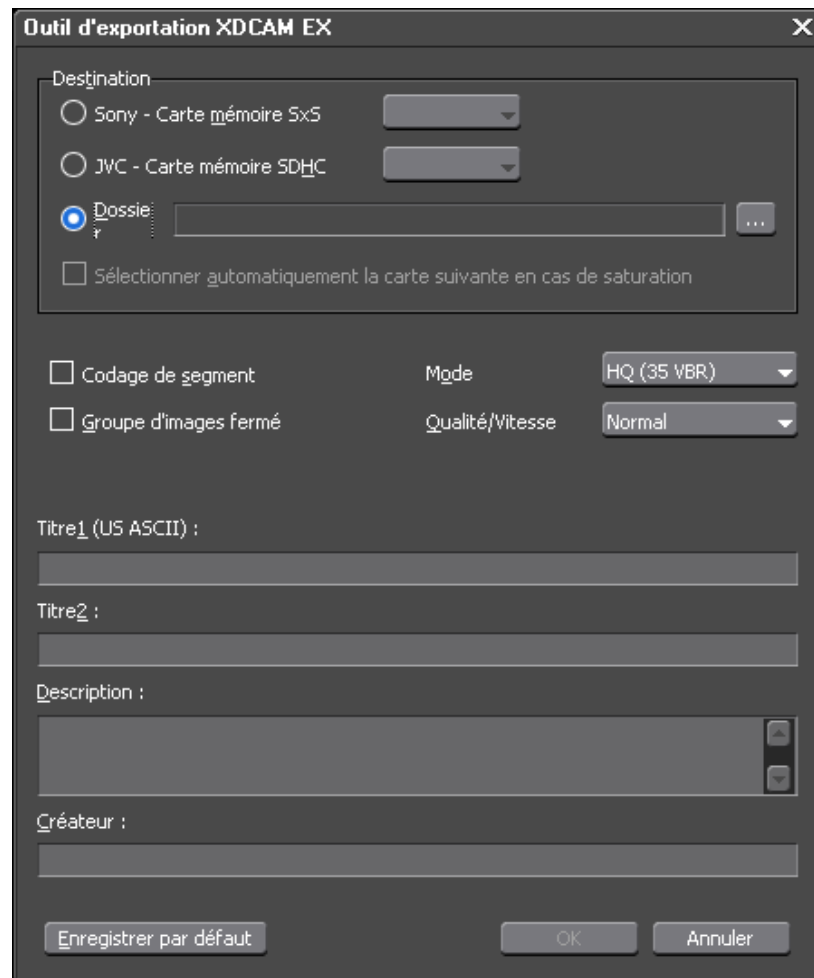 Outil d'exportation XDCAM EX
Destination
Sony - Carte mémoire SxS
JVC - Carte mémoire SDHC
Dossie
r
...
Sélectionner automatiquement la carte suivante en cas de saturation
Codage de segment
Mode
HQ (35 VBR)
Groupe d'images fermé
Qualité/Vitesse
Normal
Titre1 (US ASCII) :
Titre2 :
Description :
Créateur :
Enregistrer par défaut
OK
Annuler